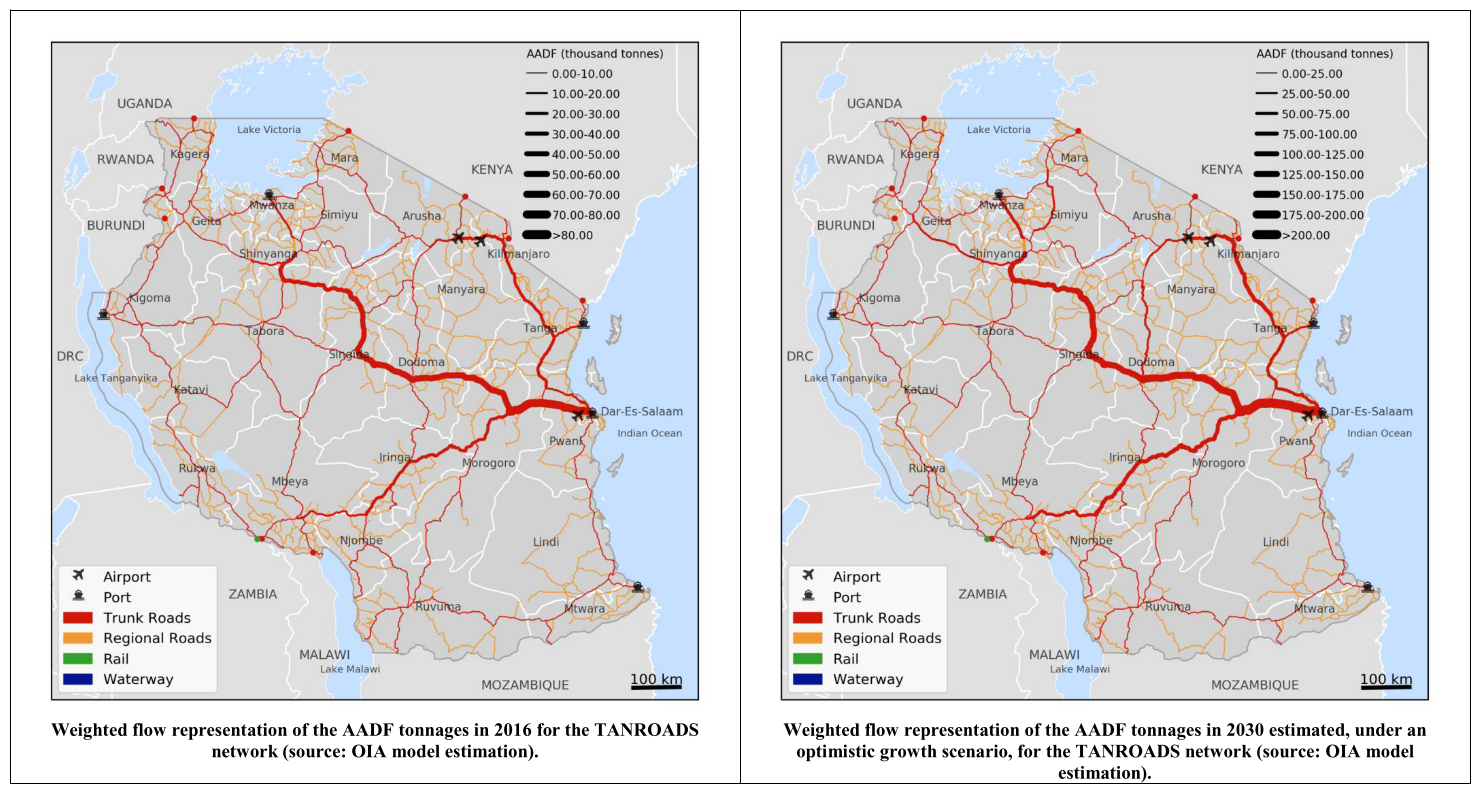 AADF (thousand tonnes)
0.00-10.00
10.00-20.00
20.00-30.00
30.00-40.00
40.00-50.00
50.00-60.00
60.00-70.00
70.00-80.00
>80.00
UGANDA
Lake Victoria
RWANDA
Kagera
Mara
KENYA
Mwanza
BURUNDI
Geita
Simiyu
Arusha
Shinyanga
Kilimanjaro
Kigoma
Manyara
Tabora
Tanga
DRC
Singida
Dodoma
Lake Tanganyika
Katavi
Dar-Es-Salaam
Indian Ocean
Pwani
Rukwa
Iringa
Morogoro
Mbeya
Njombe
Lindi
ZAMBIA
Ruvuma
Mtwara
MALAWI
Lake Malawi
MOZAMBIQUE
Airport
Port
Trunk Roads
Regional Roads
Rail
Waterway
100 km
Weighted flow representation of the AADF tonnages in 2016 for the TANROADS
network (source: OIA model estimation).
AADF (thousand tonnes)
0.00-25.00
25.00-50.00
50.00-75.00
75.00-100.00
100.00-125.00
125.00-150.00
150.00-175.00
175.00-200.00
>200.00
UGANDA
Lake Victoria
RWANDA
Kagera
Mara
KENYA
Mwanza
BURUNDI
Geita
Simiyu
Arusha
Shinyanga
Kilimanjaro
Kigoma
Manyara
Tabora
Tanga
DRC
Singida
Dodoma
Lake Tanganyika
Katavi
Dar-Es-Salaam
Indian Ocean
Pwani
Rukwa
Iringa
Morogoro
Mbeya
Njombe
Lindi
ZAMBIA
Ruvuma
Mtwara
MALAWI
Lake Malawi
MOZAMBIQUE
Airport
Port
Trunk Roads
Regional Roads
Rail
Waterway
100 km
Weighted flow representation of the AADF tonnages in 2030 estimated, under an
optimistic growth scenario, for the TANROADS network (source: OIA model
estimation).